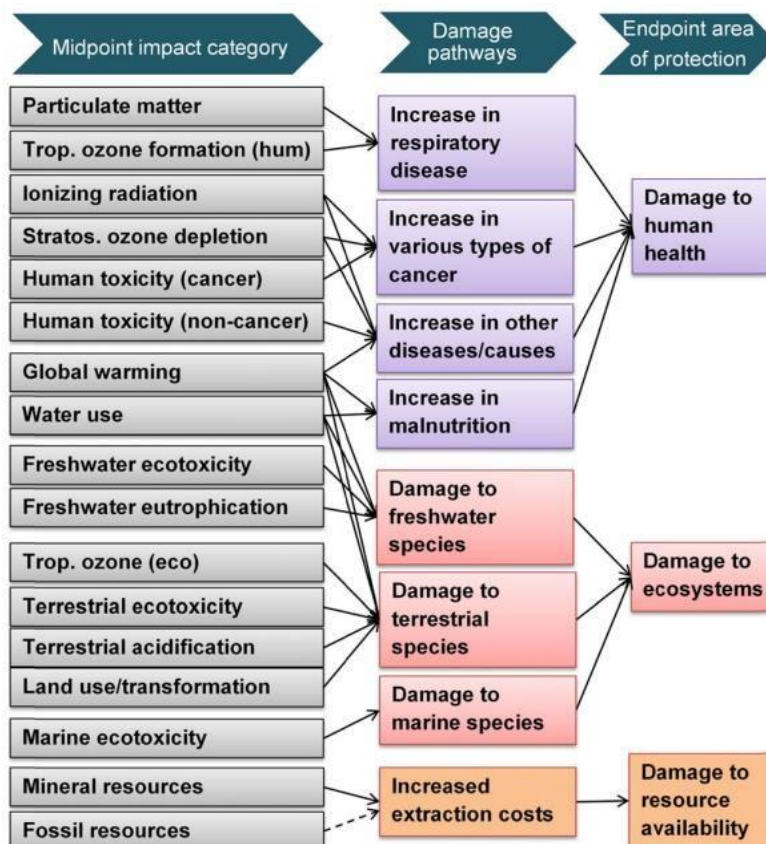 Midpoint impact category
Damage
pathways
Endpoint area
of protection
Particulate matter
Trop. ozone formation (hum)
Ionizing radiation
Stratos. ozone depletion
Human toxicity (cancer)
Human toxicity (non-cancer)
Global warming
Water use
Freshwater ecotoxicity
Freshwater eutrophication
Trop. ozone (eco)
Terrestrial ecotoxicity
Terrestrial acidification
Land use/transformation
Marine ecotoxicity
Mineral resources
Fossil resources
Increase in
respiratory
disease
Increase in
various types of
cancer
Increase in other
diseases/causes
Increase in
malnutrition
Damage to
freshwater
species
Damage to
terrestrial
species
Damage to
marine species
Increased
extraction costs
Damage to
human
health
Damage to
ecosystems
Damage to
resource
availability